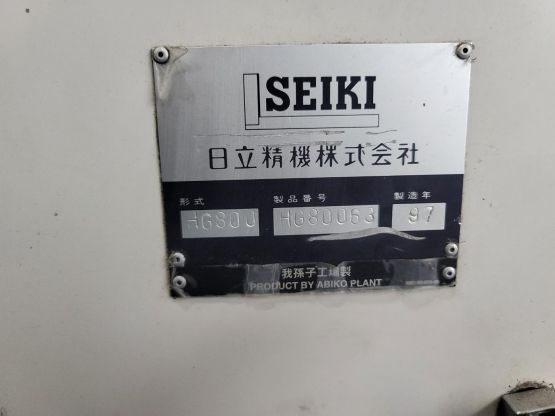 SEIKI
日立精機株式会社
形式 製品番号 製造年
HG800 HG80063 97
我孫子工場製
PRODUCT BY ABIKO PLANT